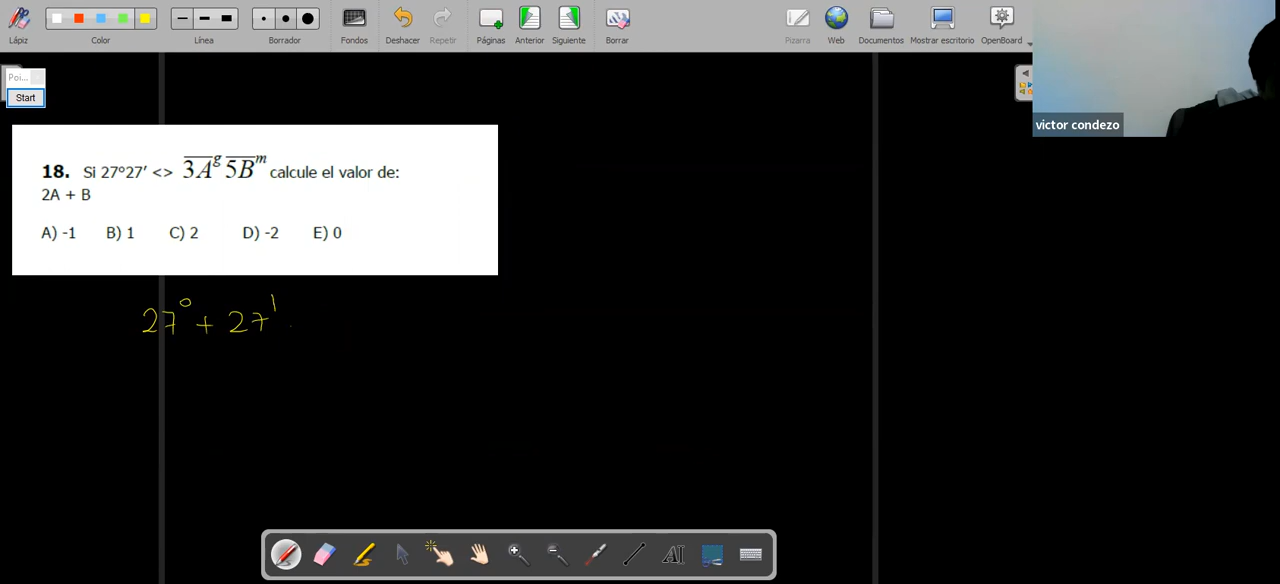 Lápiz Color Línea Borrador Fondos Deshacer Repetir Páginas Anterior Siguiente Borrar Pizarra Web Documentos Mostrar escritorio OpenBoard
Poi...
Start
victor condezo
18. Si 27°27′ <> 3A^g 5B^m calcule el valor de:
2A + B
A) -1 B) 1 C) 2 D) -2 E) 0
27° + 27'
AI